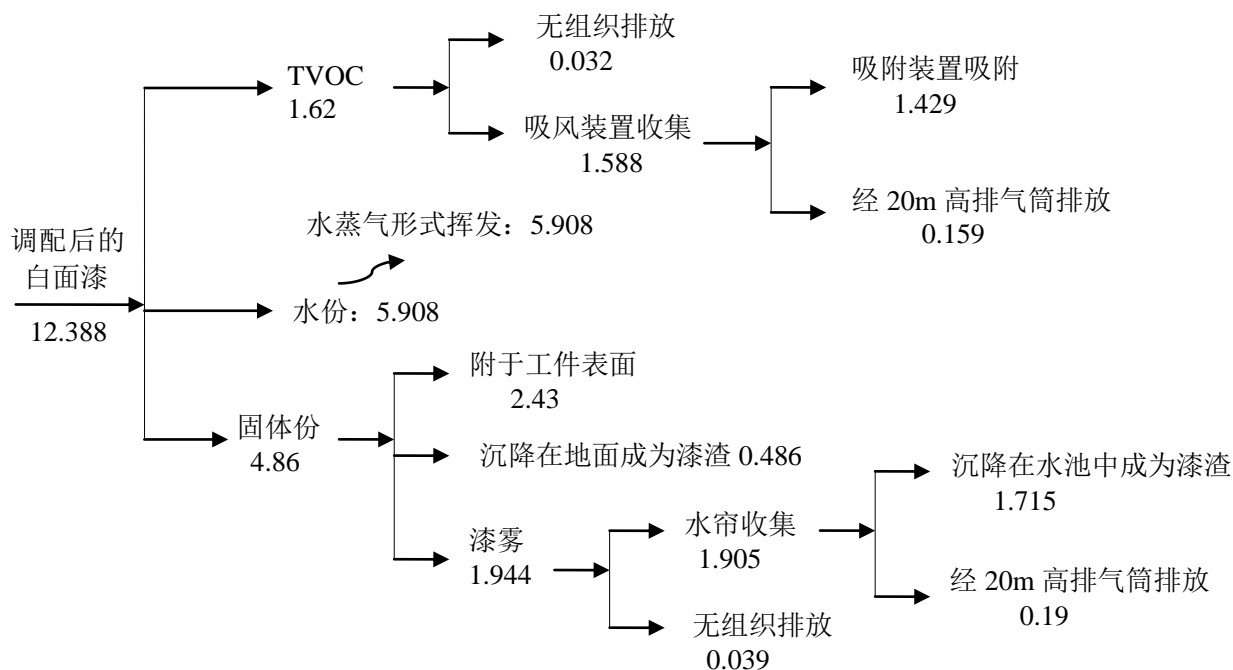 无组织排放
0.032
TVOC
1.62
吸风装置收集
1.588
吸附装置吸附
1.429
经 20m 高排气筒排放
0.159
调配后的
白面漆
12.388
水蒸气形式挥发：5.908
水份：5.908
固体份
4.86
附于工件表面
2.43
沉降在地面成为漆渣 0.486
漆雾
1.944
水帘收集
1.905
无组织排放
0.039
沉降在水池中成为漆渣
1.715
经 20m 高排气筒排放
0.19